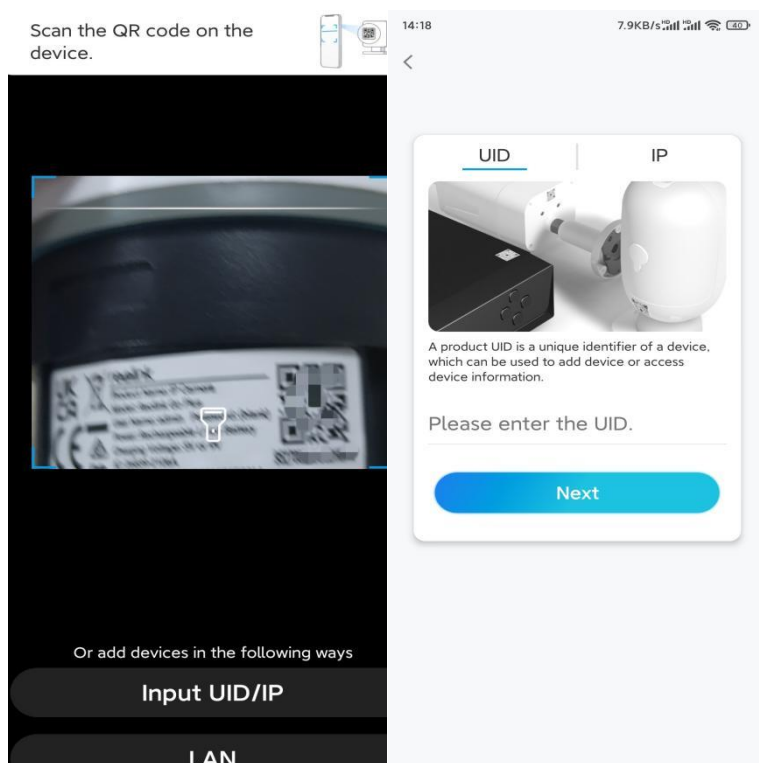 Scan the QR code on the
device.
reolink
Or add devices in the following ways
Input UID/IP
LAN
14:18
7.9KB/s
40
UID
IP
A product UID is a unique identifier of a device,
which can be used to add device or access
device information.
Please enter the UID.
Next